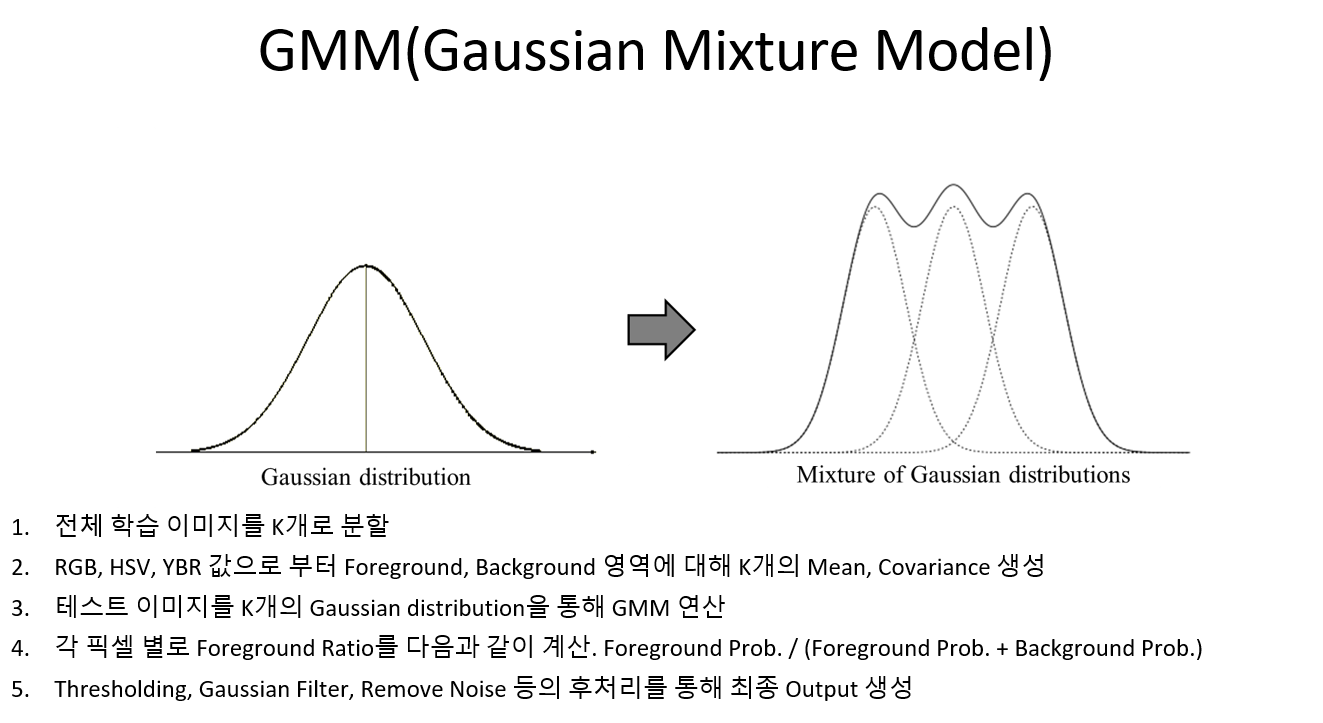 GMM(Gaussian Mixture Model)
Gaussian distribution
Mixture of Gaussian distributions
1. 전체 학습 이미지를 K개로 분할
2. RGB, HSV, YBR 값으로 부터 Foreground, Background 영역에 대해 K개의 Mean, Covariance 생성
3. 테스트 이미지를 K개의 Gaussian distribution을 통해 GMM 연산
4. 각 픽셀 별로 Foreground Ratio를 다음과 같이 계산. Foreground Prob. / (Foreground Prob. + Background Prob.)
5. Thresholding, Gaussian Filter, Remove Noise 등의 후처리를 통해 최종 Output 생성